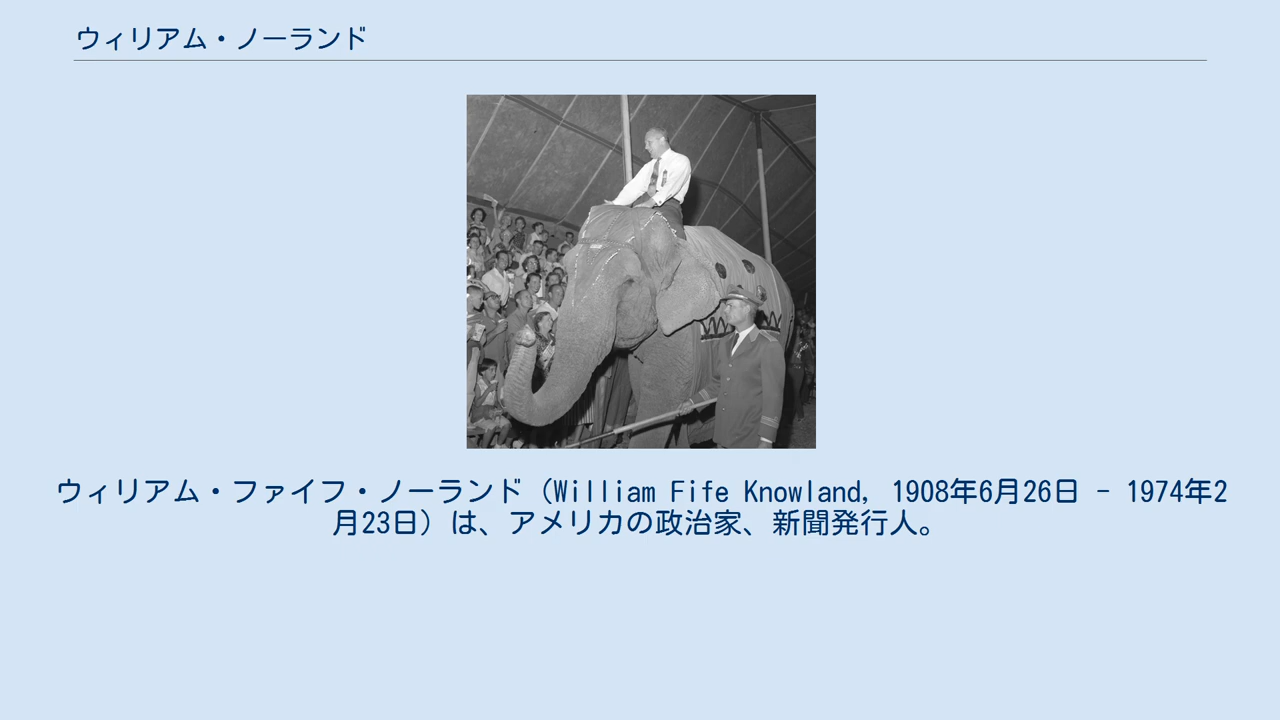 ウィリアム・ノーランド
ウィリアム・ファイフ・ノーランド（William Fife Knowland, 1908年6月26日 - 1974年2
月23日）は、アメリカの政治家、新聞発行人。